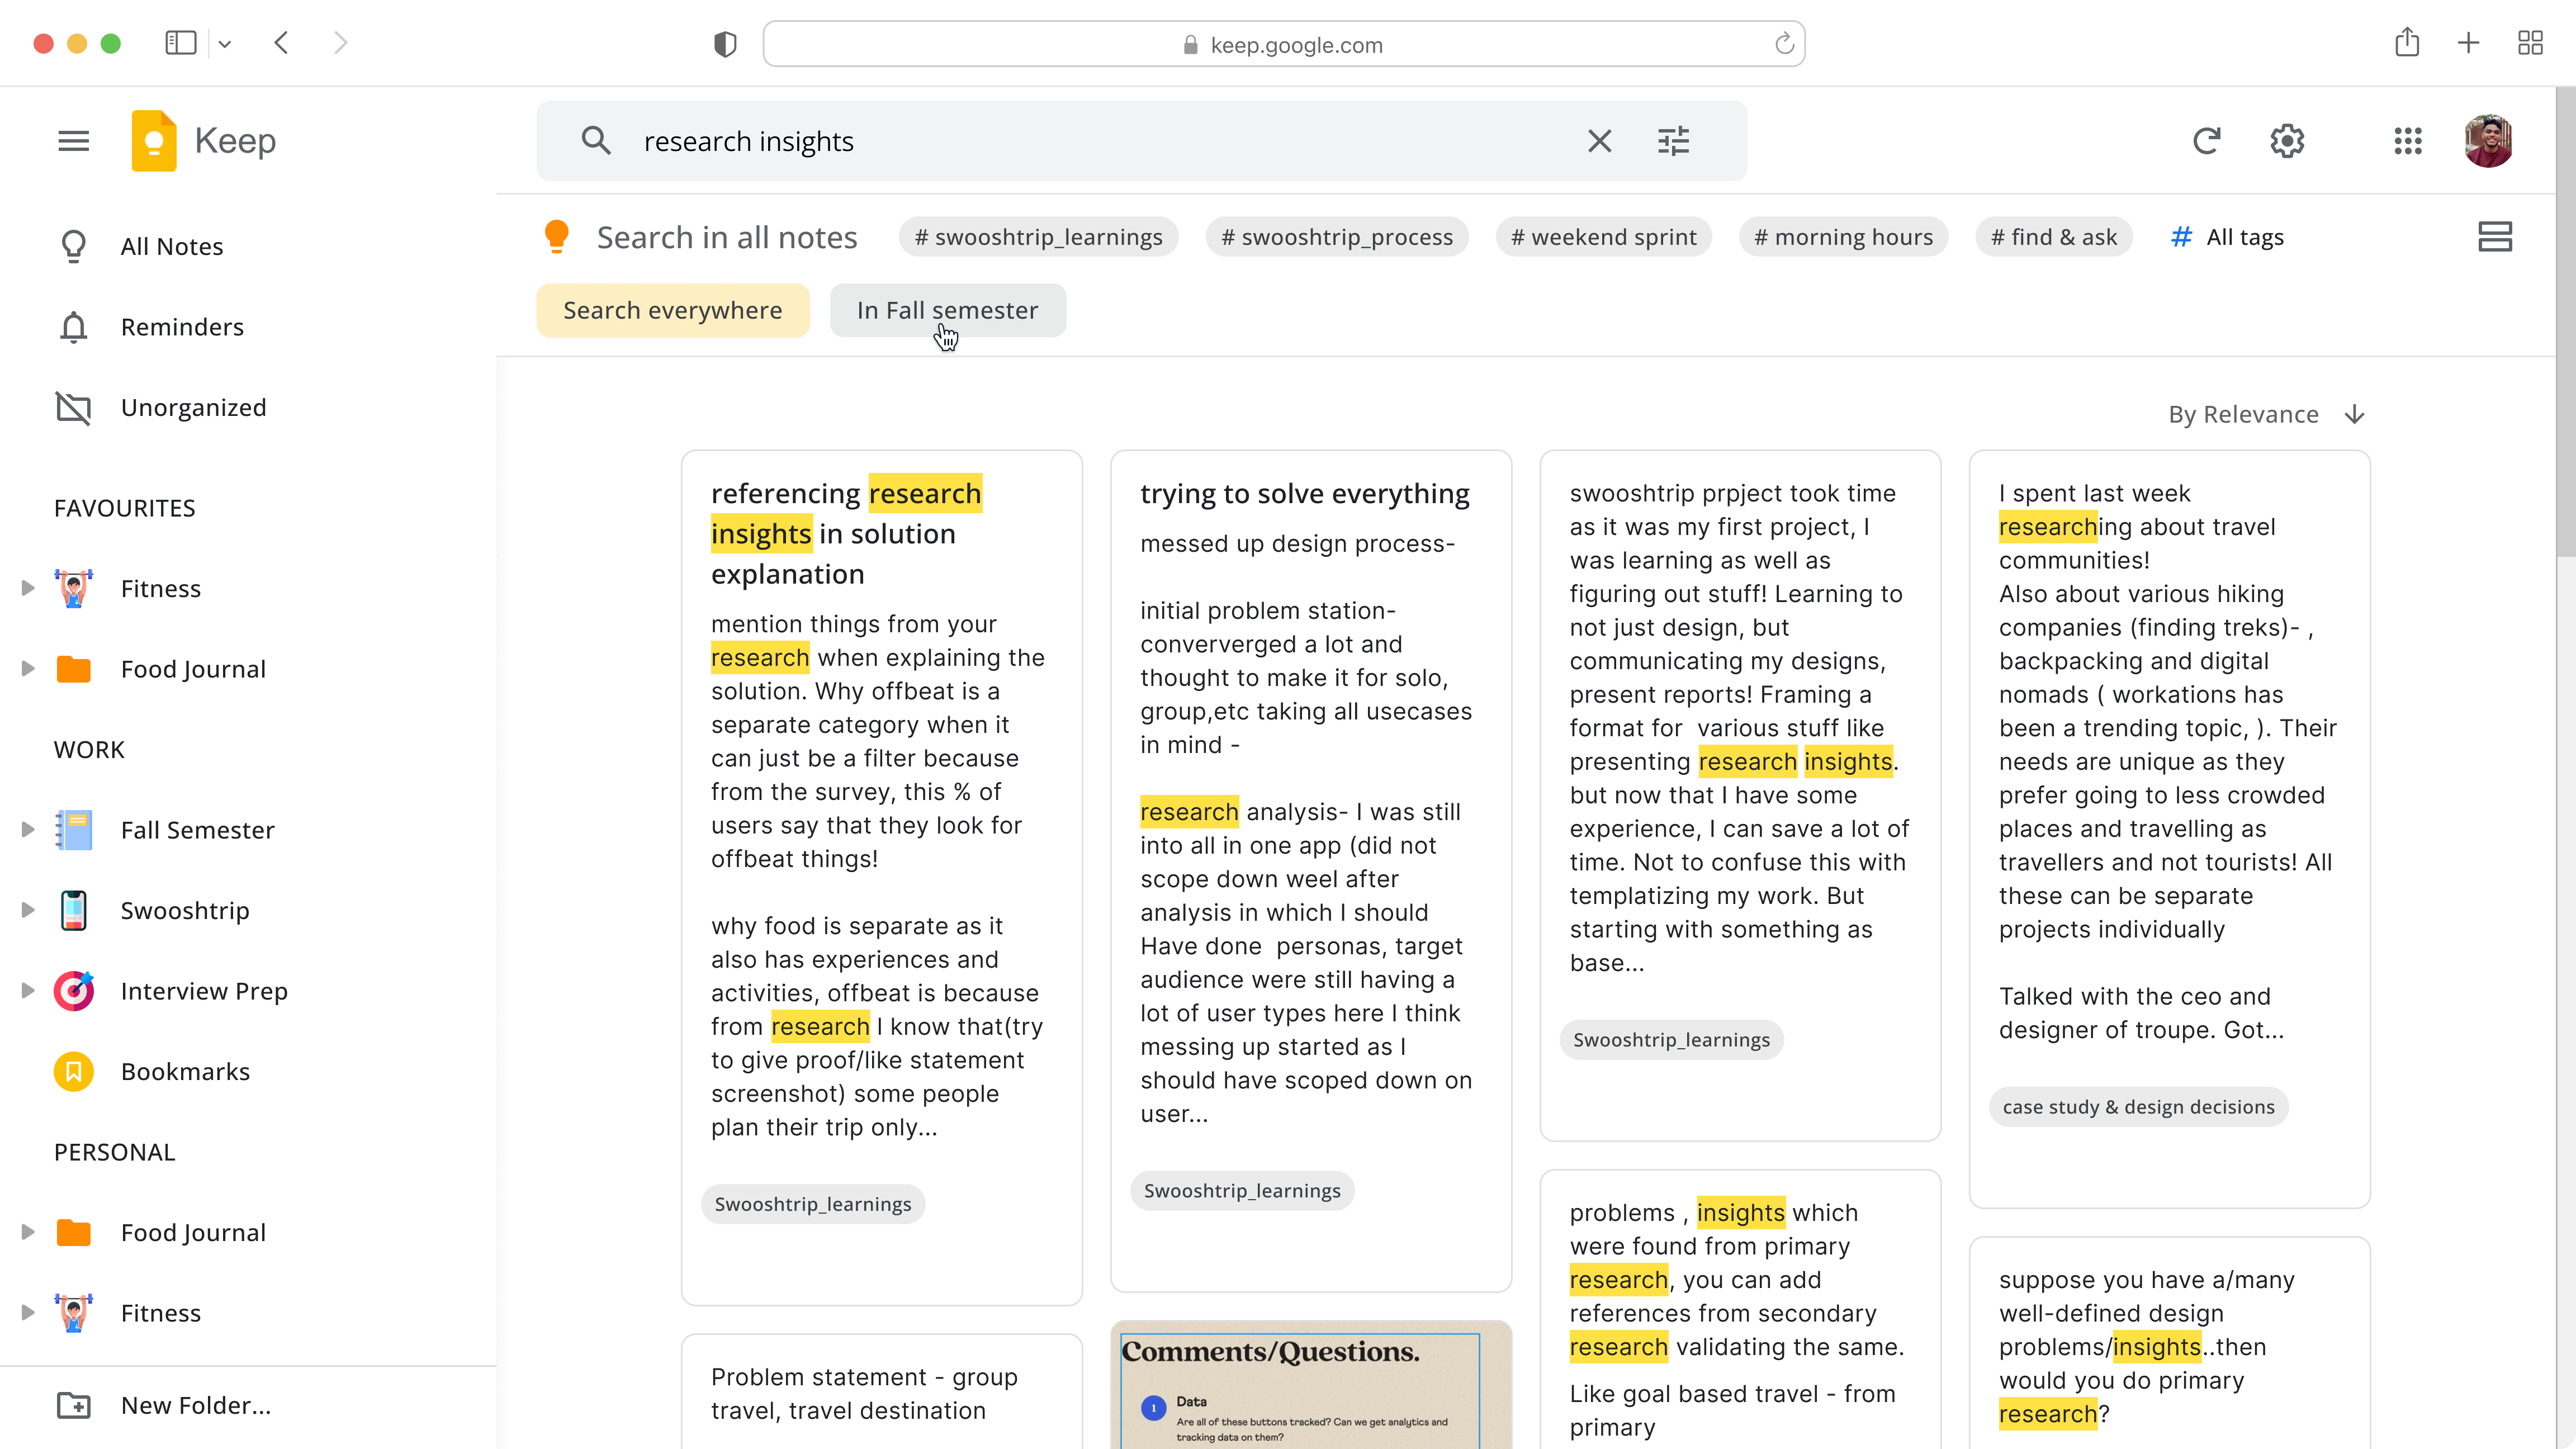 keep.google.com
Keep
research insights
Search in all notes
# swooshtrip_learnings
# swooshtrip_process
# weekend sprint
# morning hours
# find & ask
# All tags
Search everywhere
In Fall semester
All Notes
Reminders
Unorganized
FAVOURITES
Fitness
Food Journal
WORK
Fall Semester
Swooshtrip
Interview Prep
Bookmarks
PERSONAL
Food Journal
Fitness
New Folder...
By Relevance
referencing research
insights in solution
explanation
mention things from your
research when explaining the
solution. Why offbeat is a
separate category when it
can just be a filter because
from the survey, this % of
users say that they look for
offbeat things!
why food is separate as it
also has experiences and
activities, offbeat is because
from research I know that(try
to give proof/like statement
screenshot) some people
plan their trip only...
Swooshtrip_learnings
Problem statement - group
travel, travel destination
trying to solve everything
messed up design process-
initial problem station-
convervreged a lot and
thought to make it for solo,
group,etc taking all usecases
in mind -
research analysis- I was still
into all in one app (did not
scope down weel after
analysis in which I should
Have done  personas, target
audience were still having a
lot of user types here I think
messing up started as I
should have scoped down on
user...
Swooshtrip_learnings
Comments/Questions.
1
Data
Are all of these buttons tracked? Can we get analytics and
tracking data on them?
swooshtrip prpject took time
as it was my first project, I
was learning as well as
figuring out stuff! Learning to
not just design, but
communicating my designs,
present reports! Framing a
format for  various stuff like
presenting research insights.
but now that I have some
experience, I can save a lot of
time. Not to confuse this with
templatizing my work. But
starting with something as
base...
Swooshtrip_learnings
problems , insights which
were found from primary
research, you can add
references from secondary
research validating the same.
Like goal based travel - from
primary
I spent last week
researching about travel
communities!
Also about various hiking
companies (finding treks)- ,
backpacking and digital
nomads ( workations has
been a trending topic, ). Their
needs are unique as they
prefer going to less crowded
places and travelling as
travellers and not tourists! All
these can be separate
projects individually
Talked with the ceo and
designer of troupe. Got...
case study & design decisions
suppose you have a/many
well-defined design
problems/insights..then
would you do primary
research?